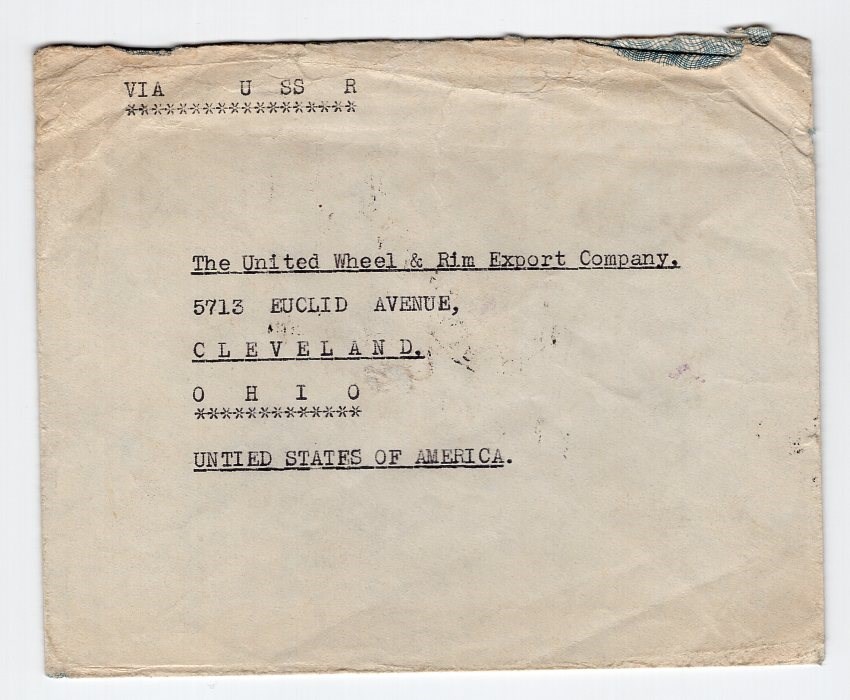 VIA U SS R
******************
The United Wheel & Rim Export Company.
5713 EUCLID AVENUE,
C L E V E L A N D.
O H I O
*************
UNTIED STATES OF AMERICA.